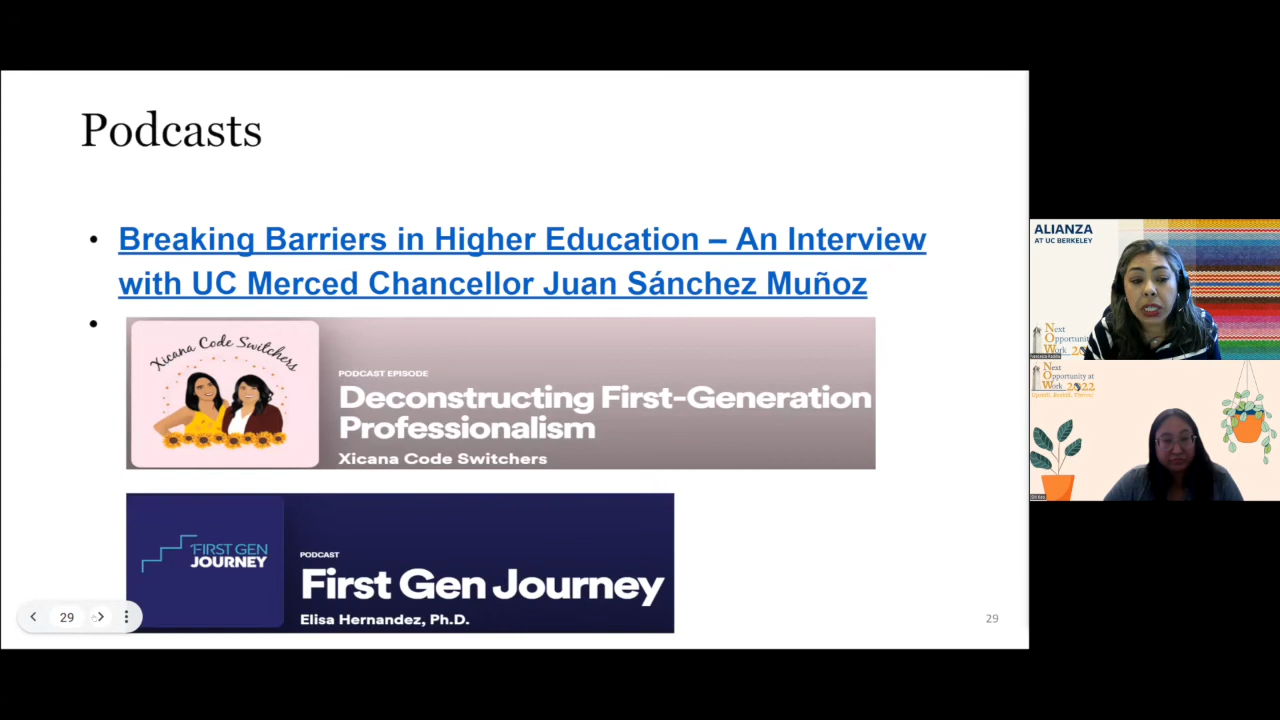 Podcasts
Breaking Barriers in Higher Education – An Interview
with UC Merced Chancellor Juan Sánchez Muñoz
Xicana Code Switchers
PODCAST EPISODE
Deconstructing First-Generation
Professionalism
Xicana Code Switchers
FIRST GEN
JOURNEY
PODCAST
First Gen Journey
Elisa Hernandez, Ph.D.
29
29
ALIANZA
AT UC BERKELEY
Next
Opportunit
Work 20
Next
Opportunity at
Work 2022